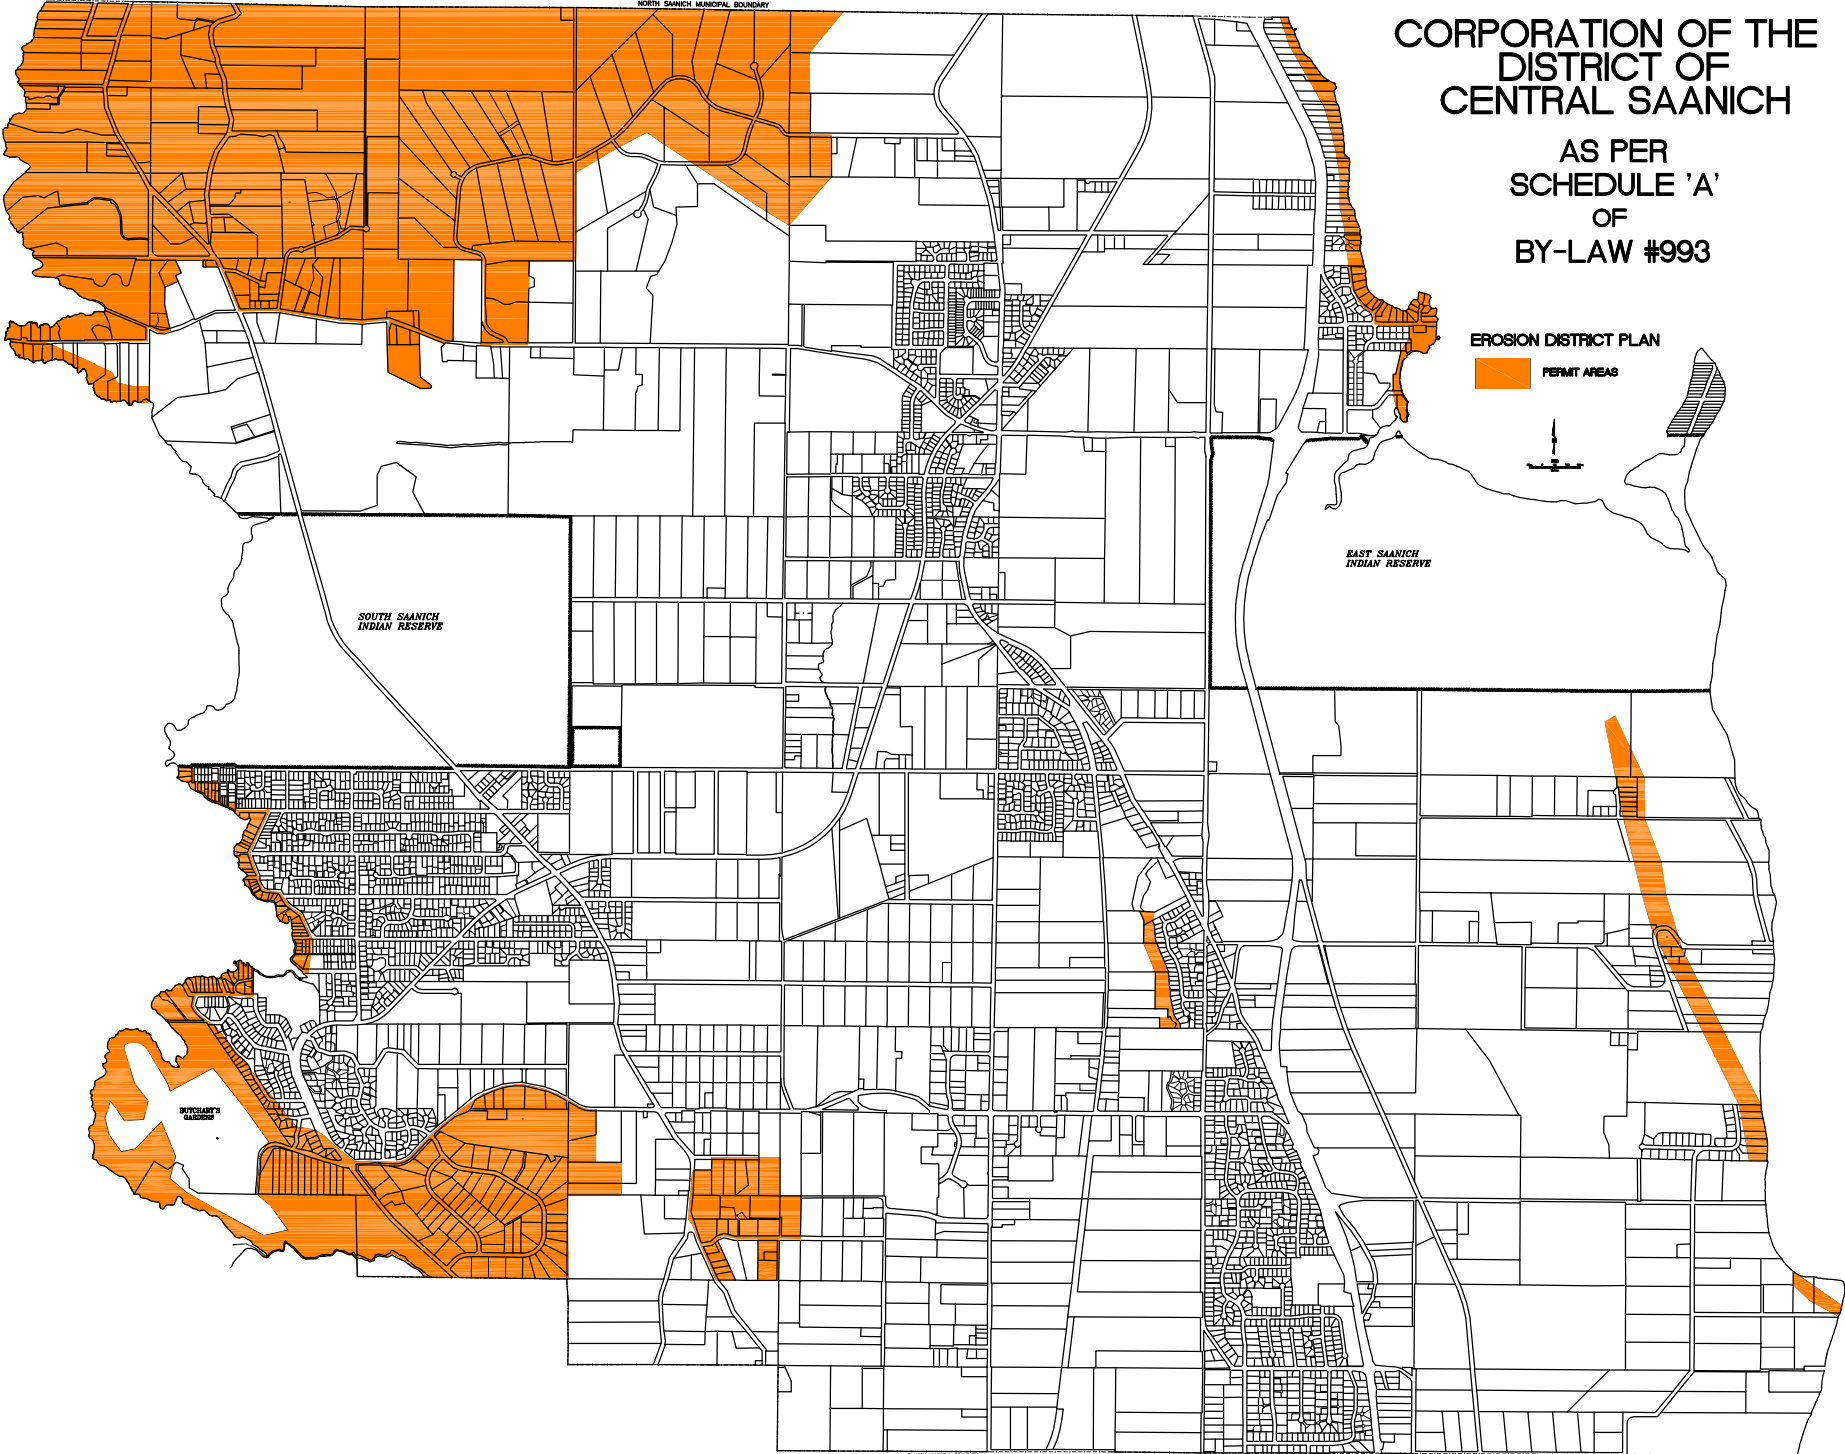 NORTH SAANICH MUNICIPAL BOUNDARY
CORPORATION OF THE
DISTRICT OF
CENTRAL SAANICH
AS PER
SCHEDULE 'A'
OF
BY-LAW #993
EROSION DISTRICT PLAN
PERMIT AREAS
EAST SAANICH
INDIAN RESERVE
SOUTH SAANICH
INDIAN RESERVE
BUTCHART'S
GARDENS